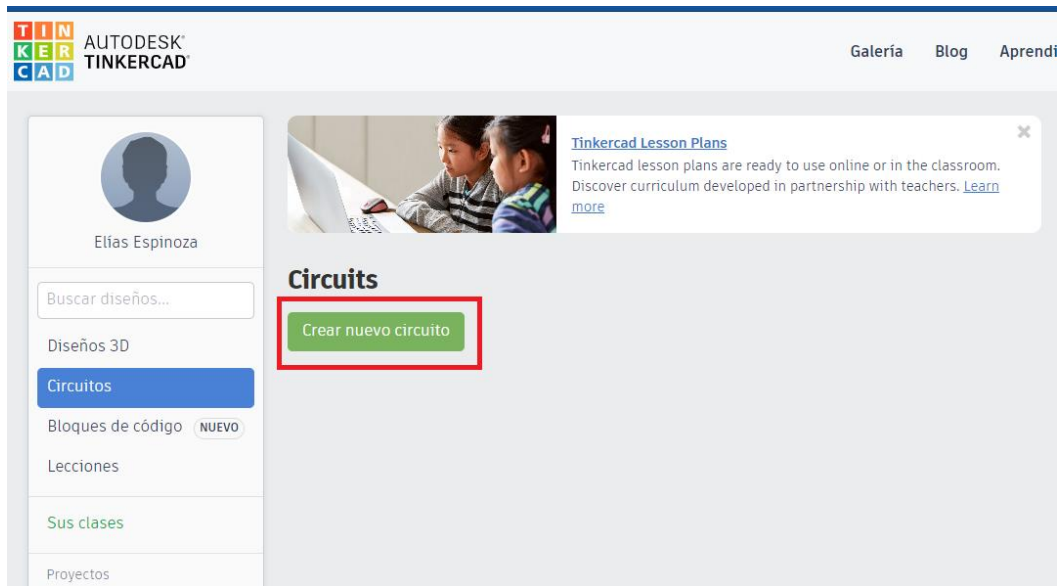 TINKERCAD
AUTODESK®
TINKERCAD®
Galería
Blog
Aprendi
Elías Espinoza
Buscar diseños...
Diseños 3D
Circuitos
Bloques de código NUEVO
Lecciones
Sus clases
Proyectos
Tinkercad Lesson Plans
Tinkercad lesson plans are ready to use online or in the classroom.
Discover curriculum developed in partnership with teachers. Learn
more
Circuits
Crear nuevo circuito